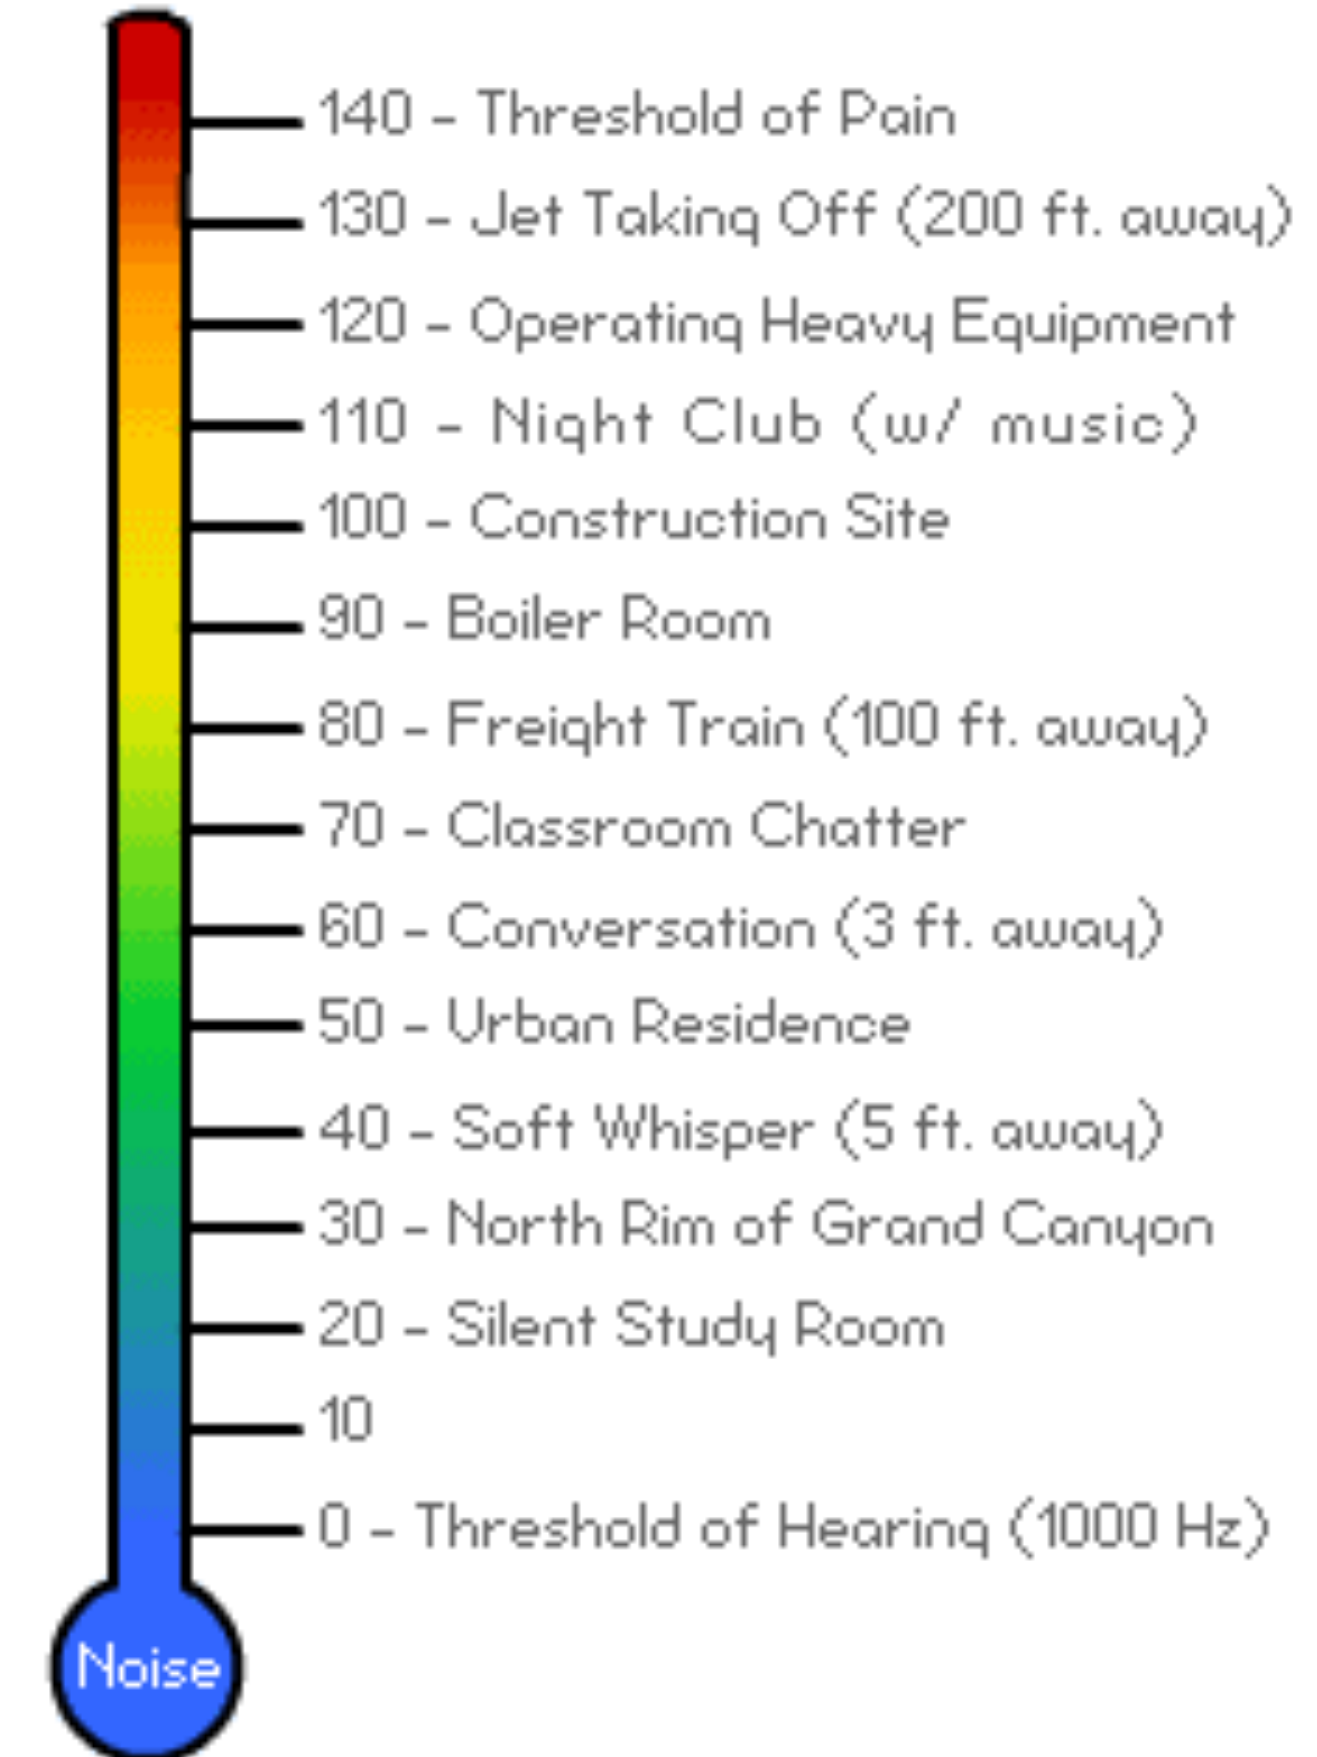 140 - Threshold of Pain
130 - Jet Taking Off (200 ft. away)
120 - Operating Heavy Equipment
110 - Night Club (w/ music)
100 - Construction Site
90 - Boiler Room
80 - Freight Train (100 ft. away)
70 - Classroom Chatter
60 - Conversation (3 ft. away)
50 - Urban Residence
40 - Soft Whisper (5 ft. away)
30 - North Rim of Grand Canyon
20 - Silent Study Room
10
0 - Threshold of Hearing (1000 Hz)
Noise